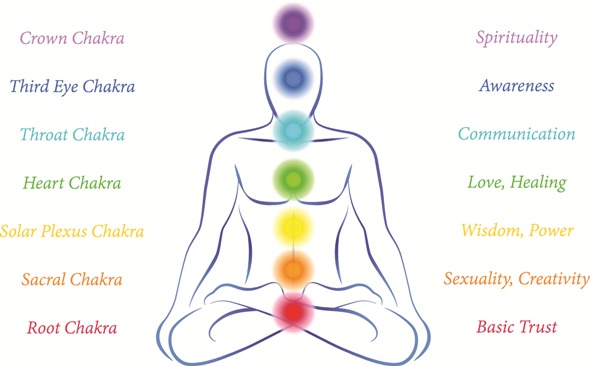 Crown Chakra
Spirituality
Third Eye Chakra
Awareness
Throat Chakra
Communication
Heart Chakra
Love, Healing
Solar Plexus Chakra
Wisdom, Power
Sacral Chakra
Sexuality, Creativity
Root Chakra
Basic Trust